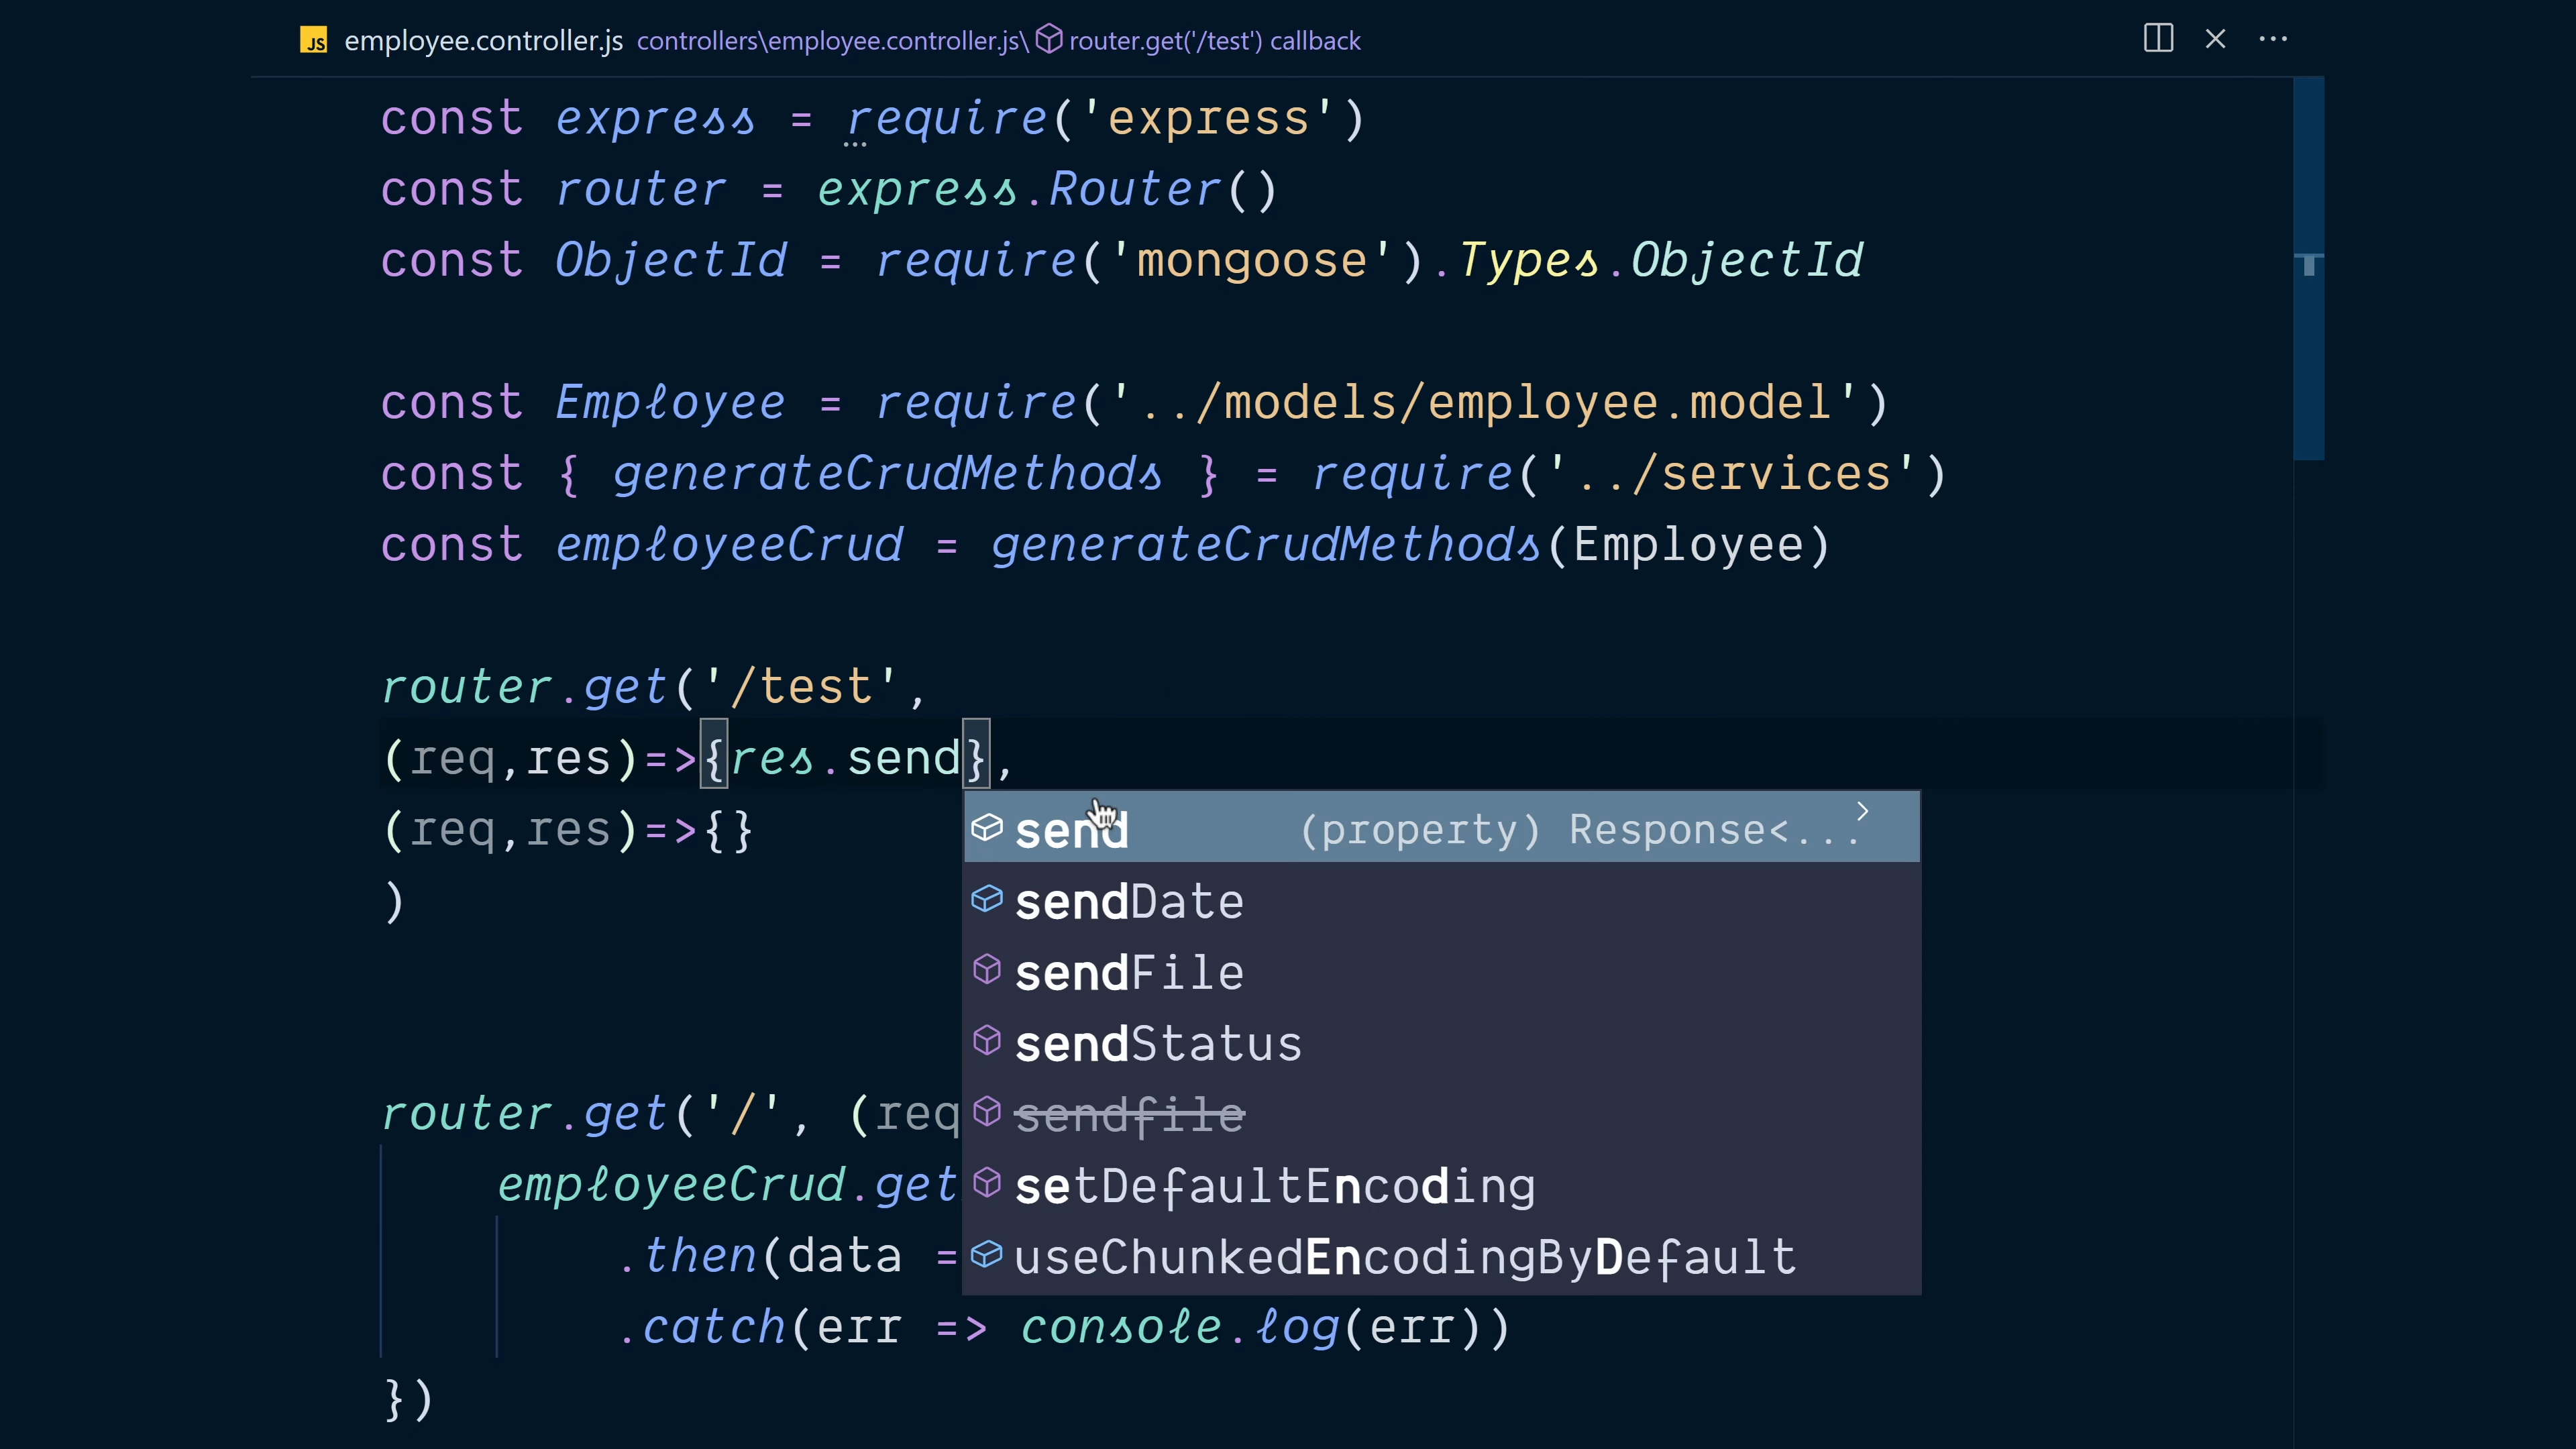 JS employee.controller.js controllers\employee.controller.js\ router.get('/test') callback
const express = require('express')
const router = express.Router()
const ObjectId = require('mongoose').Types.ObjectId
const Employee = require('../models/employee.model')
const { generateCrudMethods } = require('../services')
const employeeCrud = generateCrudMethods(Employee)
router.get('/test',
(req,res)=>{res.send},
(req,res)=>{}
)
send (property) Response<...
sendDate
sendFile
sendStatus
sendfile
setDefaultEncoding
useChunkedEncodingByDefault
router.get('/', (req
employeeCrud.get
.then(data =
.catch(err => console.log(err))
})